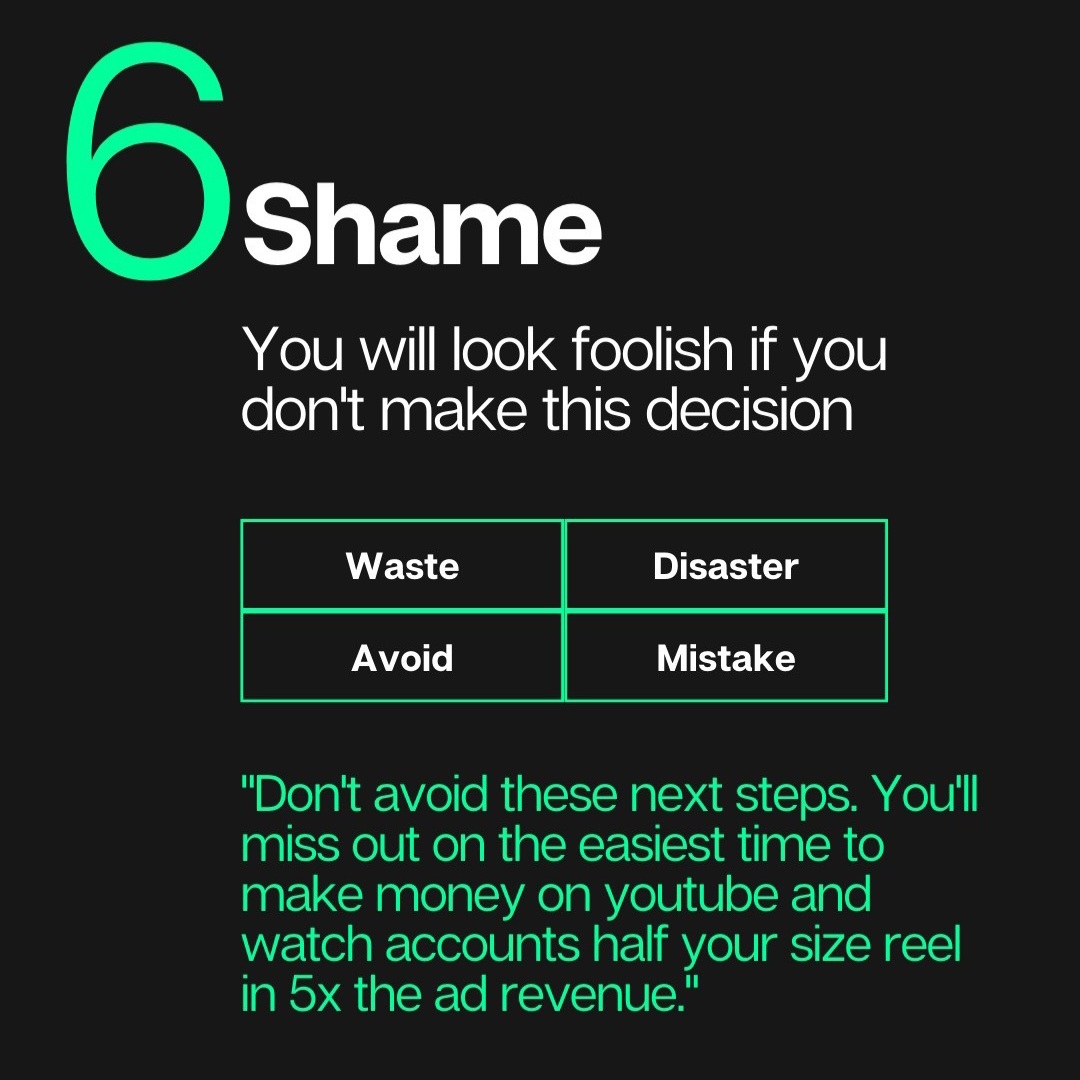 6
Shame
You will look foolish if you
don't make this decision
Waste
Disaster
Avoid
Mistake
"Don't avoid these next steps. You'll
miss out on the easiest time to
make money on youtube and
watch accounts half your size reel
in 5x the ad revenue."